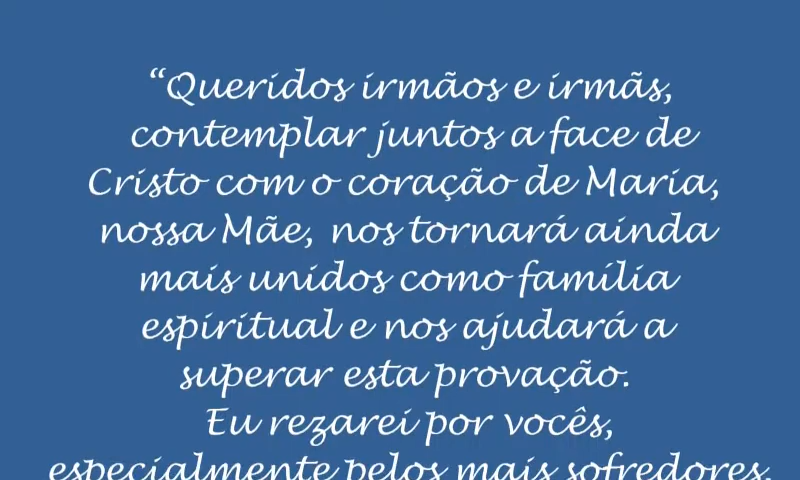 “Queridos irmãos e irmãs,
contemplar juntos a face de
Cristo com o coração de Maria,
nossa Mãe, nos tornará ainda
mais unidos como família
espiritual e nos ajudará a
superar esta provação.
Eu rezarei por vocês,
especialmente pelos mais sofredores,